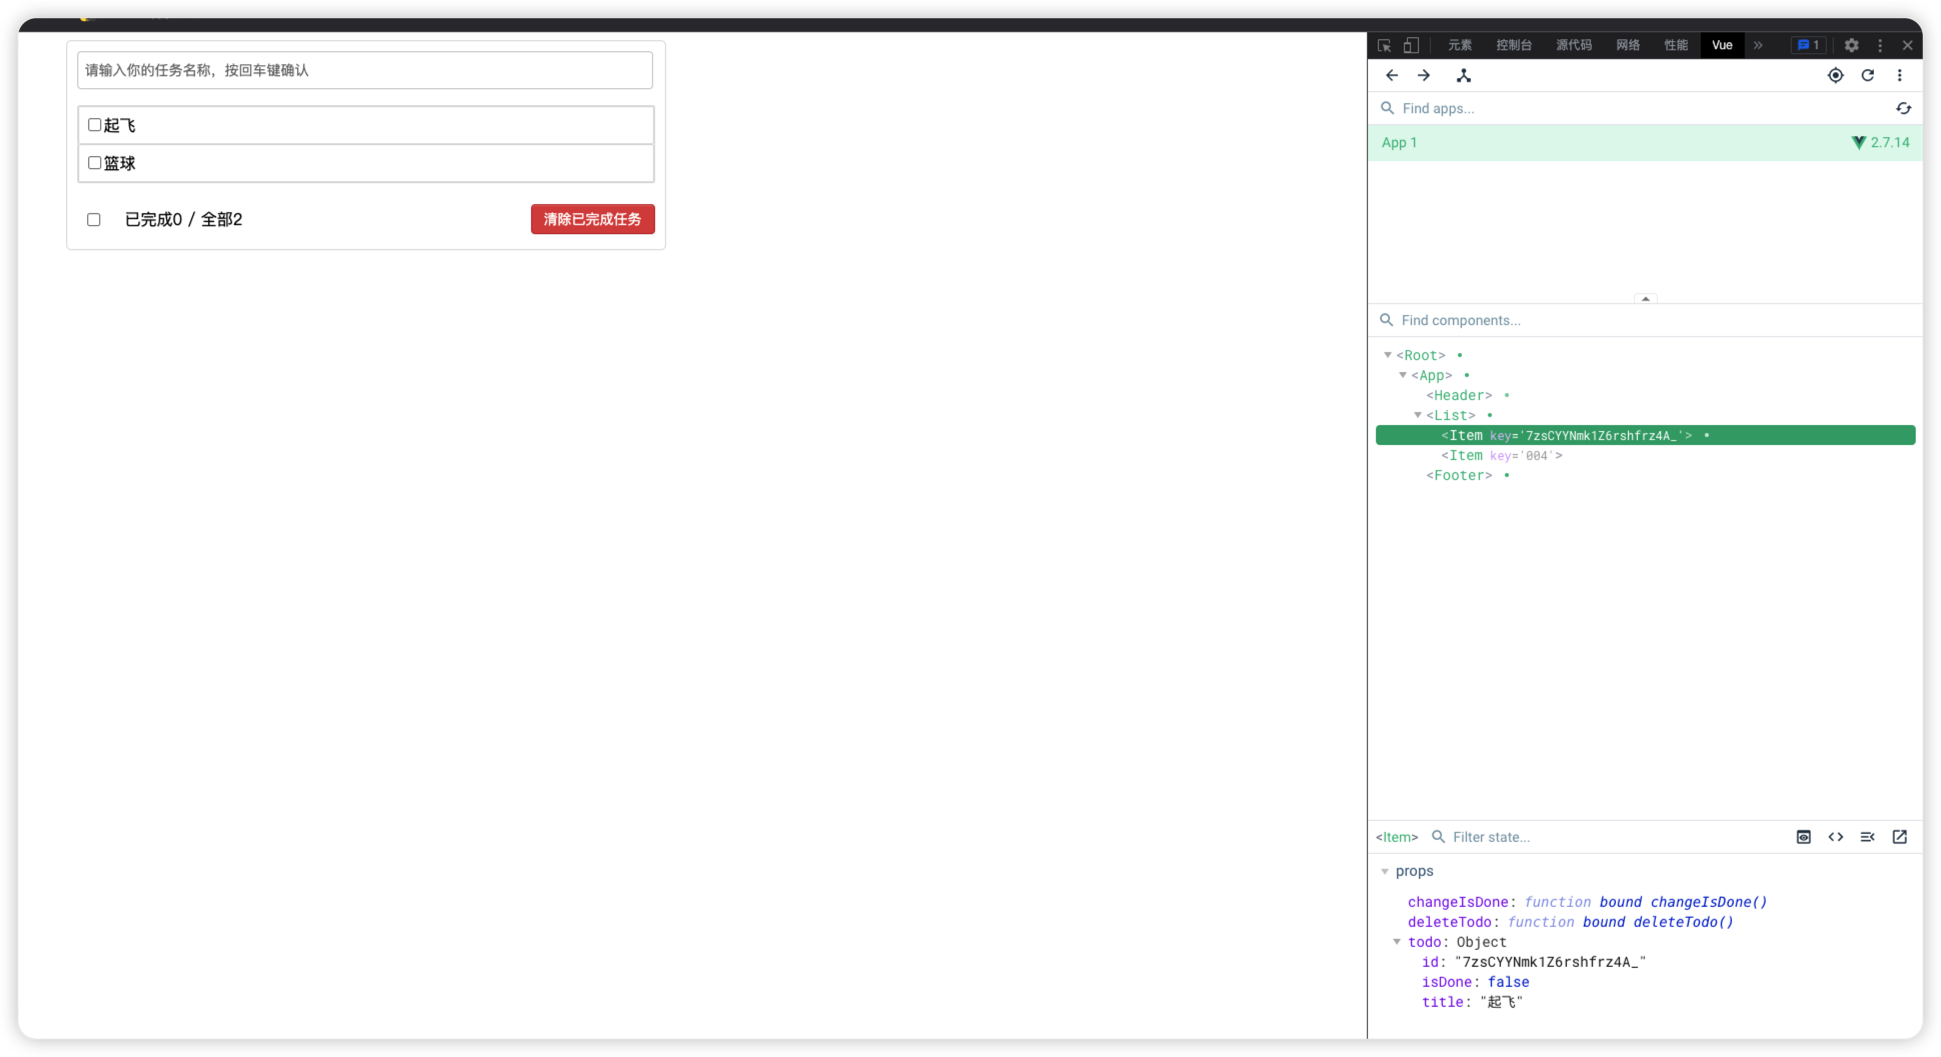 请输入你的任务名称，按回车键确认
起飞
篮球
已完成0 / 全部2
清除已完成任务
元素 控制台 源代码 网络 性能 Vue » 1
Find apps...
App 1 2.7.14
Find components...
<Root>
<App>
<Header>
<List>
<Item key='7zsCYYNmk1Z6rshfrz4A_'>
<Item key='004'>
<Footer>
<Item> Filter state...
props
changeIsDone: function bound changeIsDone()
deleteTodo: function bound deleteTodo()
todo: Object
id: "7zsCYYNmk1Z6rshfrz4A_"
isDone: false
title: "起飞"